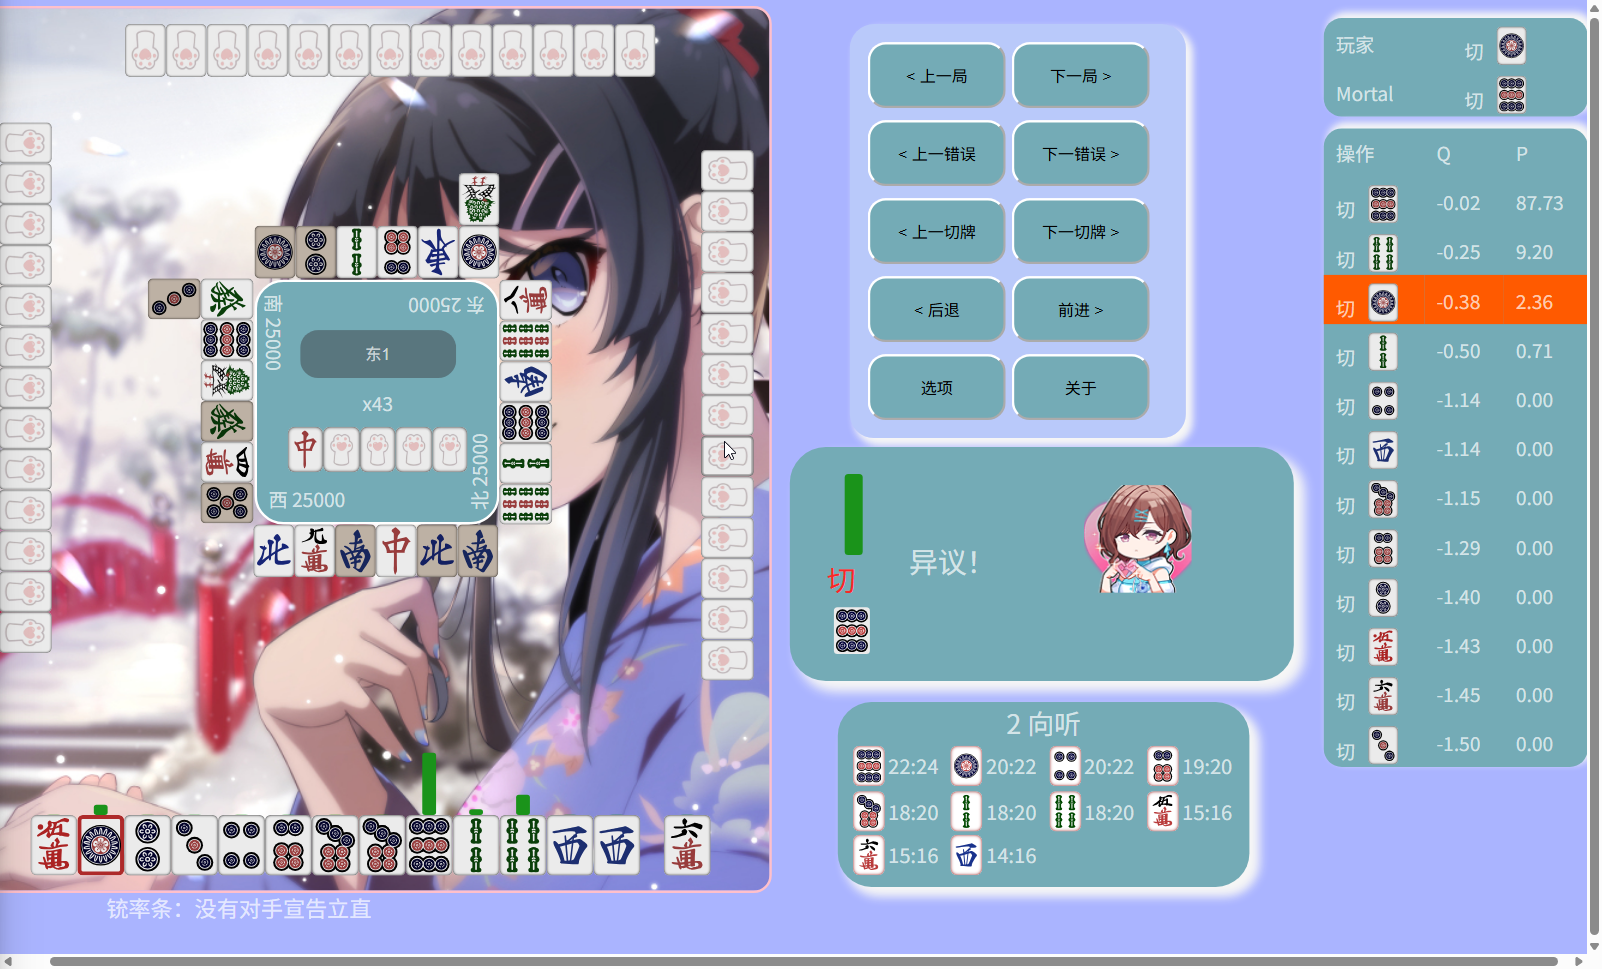 南 25000
东 25000
东1
x43
西 25000
北 25000
铳率条：没有对手宣告立直
< 上一局
下一局 >
< 上一错误
下一错误 >
< 上一切牌
下一切牌 >
< 后退
前进 >
选项
关于
切
异议！
2 向听
22:24 20:22 20:22 19:20
18:20 18:20 18:20 15:16
15:16 14:16
玩家 切
Mortal 切
操作 Q P
切 -0.02 87.73
切 -0.25 9.20
切 -0.38 2.36
切 -0.50 0.71
切 -1.14 0.00
切 -1.14 0.00
切 -1.15 0.00
切 -1.29 0.00
切 -1.40 0.00
切 -1.43 0.00
切 -1.45 0.00
切 -1.50 0.00